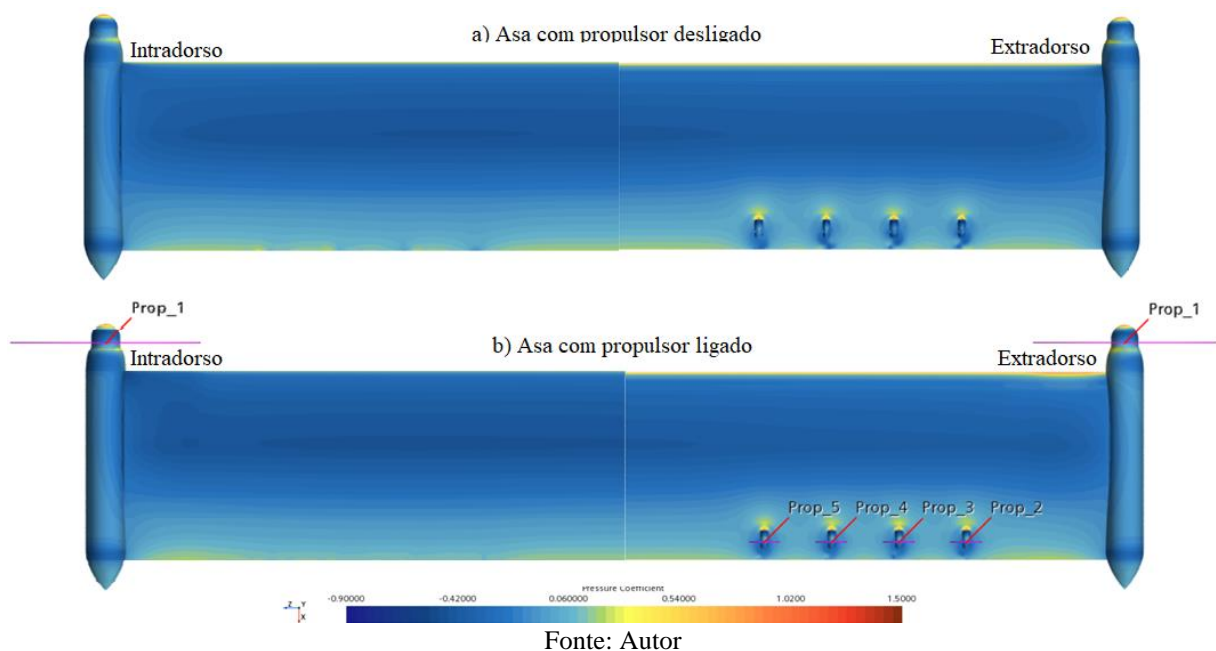 a) Asa com propulsor desligado
Intradorso
Extradorso
Prop_1
Prop_1
b) Asa com propulsor ligado
Intradorso
Extradorso
Prop_5
Prop_4
Prop_3
Prop_2
Pressure Coefficient
Z Y
X
-0.90000 -0.42000 0.060000 0.54000 1.0200 1.5000
Fonte: Autor